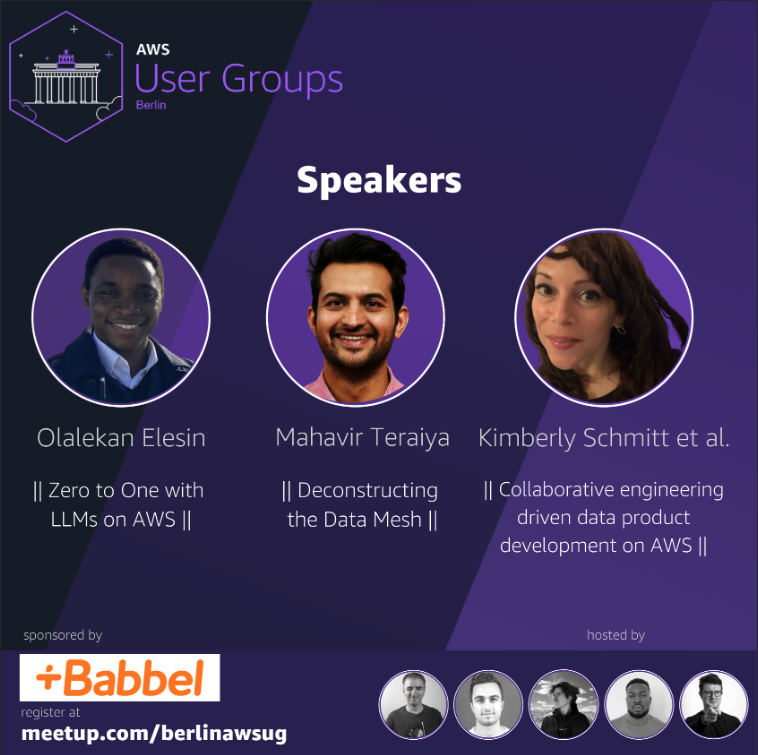 AWS
User Groups
Berlin
Speakers
Olalekan Elesin
Mahavir Teraiya
Kimberly Schmitt et al.
|| Zero to One with
LLMs on AWS ||
|| Deconstructing
the Data Mesh ||
|| Collaborative engineering
driven data product
development on AWS ||
sponsored by
hosted by
+Babbel
register at
meetup.com/berlinawsug